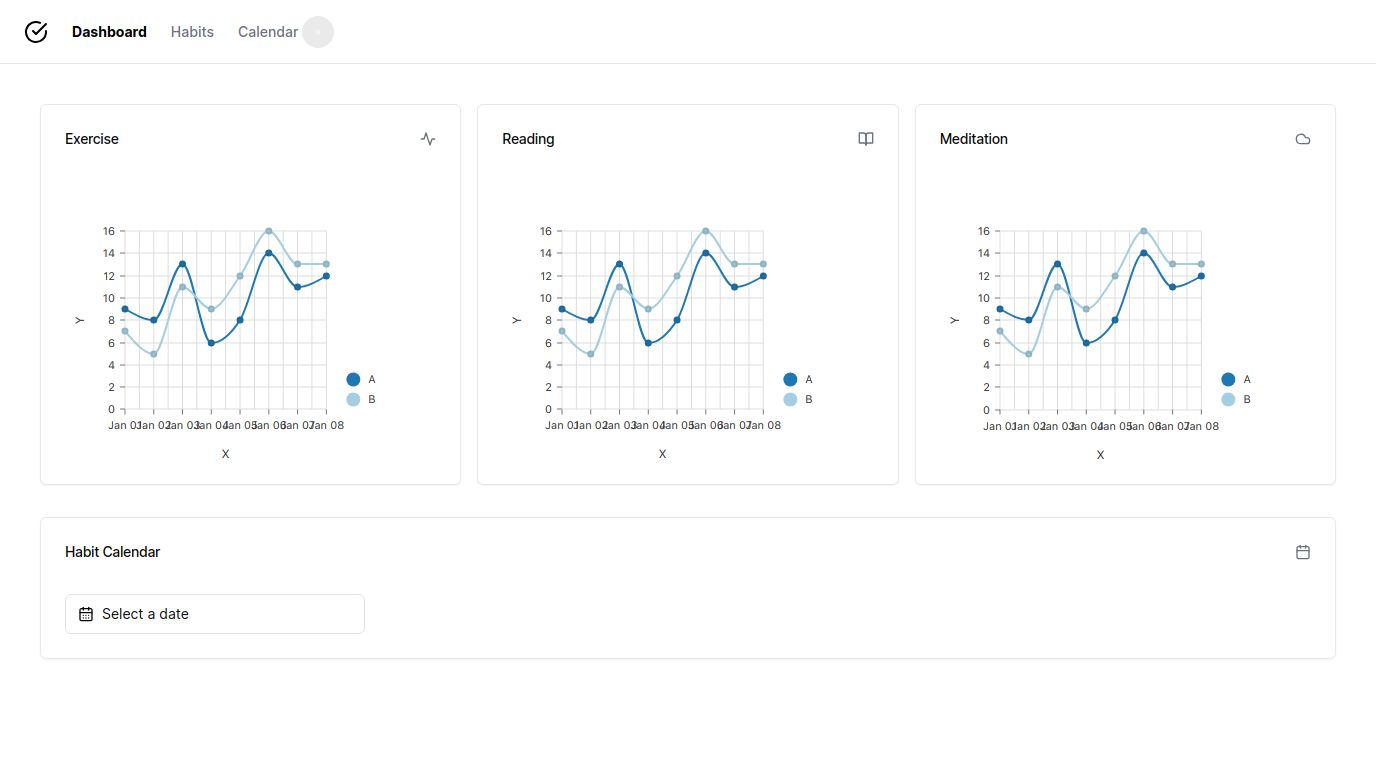 Dashboard Habits Calendar
Exercise
16
14
12
10
8
6
4
2
0
Y
Jan 01 Jan 02 Jan 03 Jan 04 Jan 05 Jan 06 Jan 07 Jan 08
X
A
B
Reading
16
14
12
10
8
6
4
2
0
Y
Jan 01 Jan 02 Jan 03 Jan 04 Jan 05 Jan 06 Jan 07 Jan 08
X
A
B
Meditation
16
14
12
10
8
6
4
2
0
Y
Jan 01 Jan 02 Jan 03 Jan 04 Jan 05 Jan 06 Jan 07 Jan 08
X
A
B
Habit Calendar
Select a date